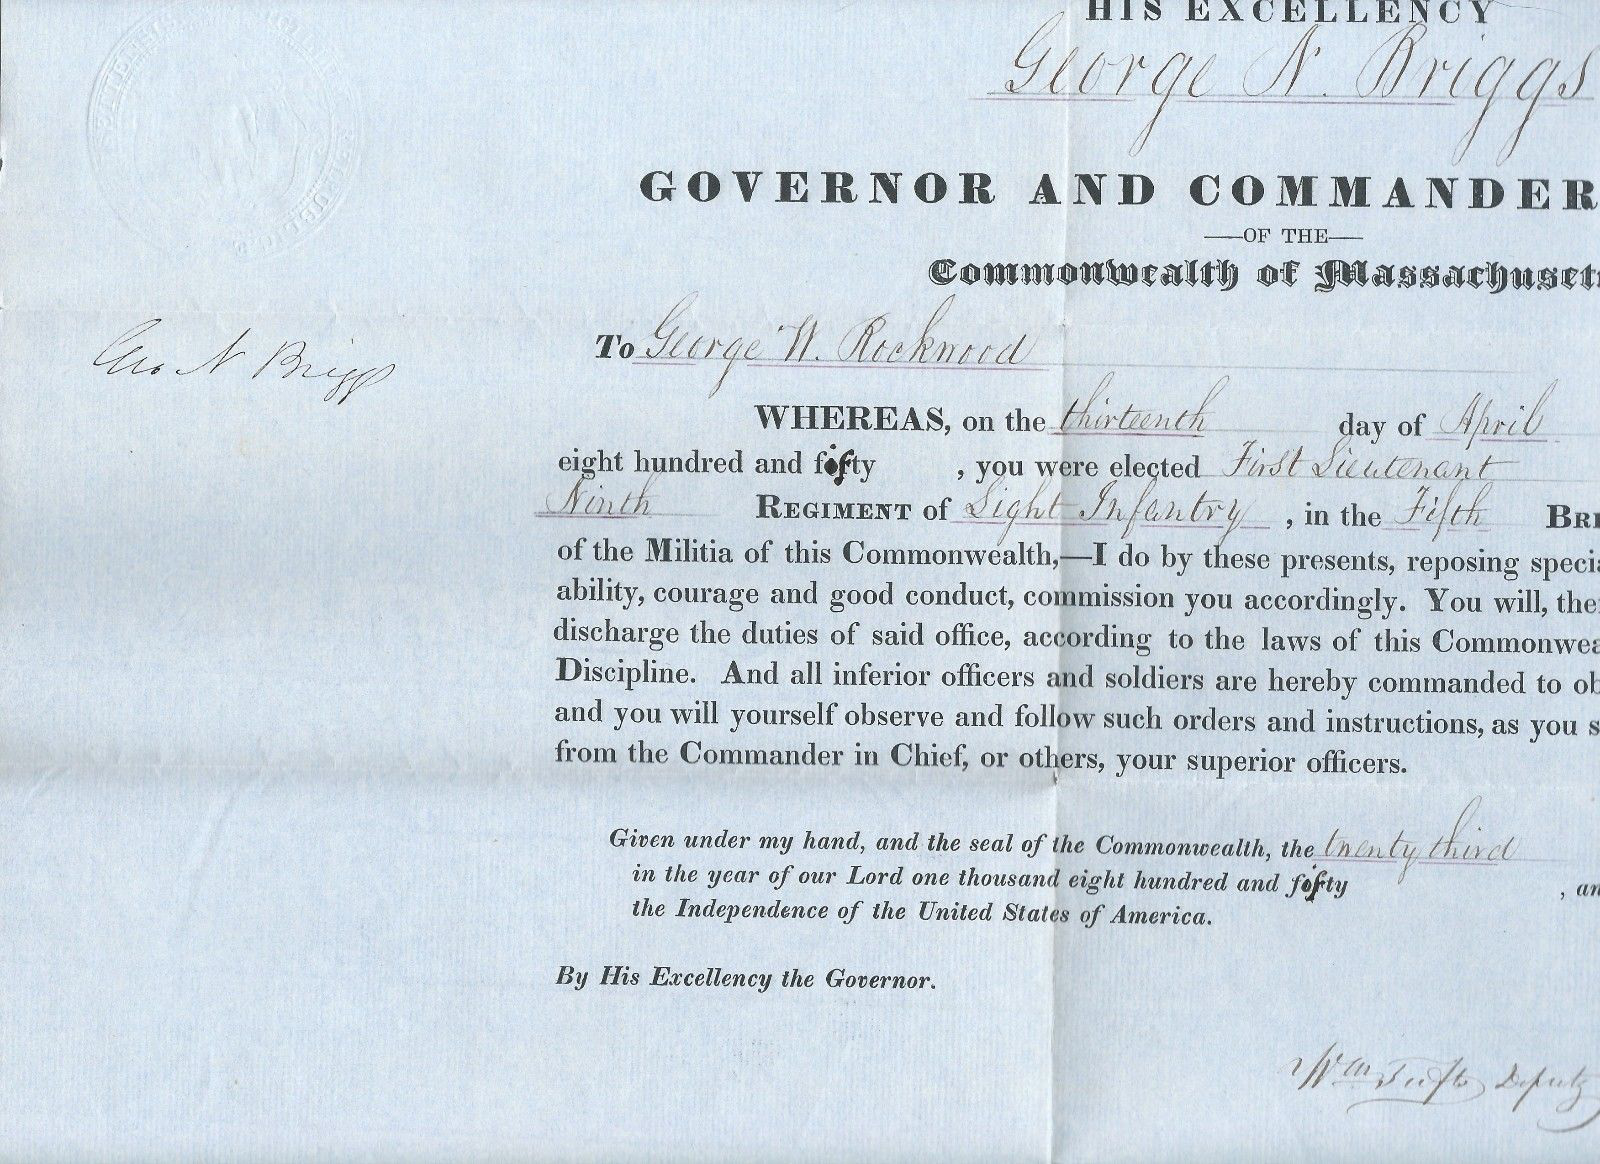 HIS EXCELLENCY
George N. Briggs
GOVERNOR AND COMMANDER
—OF THE—
Commonwealth of Massachuset
Geo N Briggs
To George W. Rockwood
WHEREAS, on the thirteenth day of April
eight hundred and fifty , you were elected First Lieutenant
Ninth REGIMENT of Light Infantry , in the Fifth BRI
of the Militia of this Commonwealth,—I do by these presents, reposing speci
ability, courage and good conduct, commission you accordingly. You will, the
discharge the duties of said office, according to the laws of this Commonwea
Discipline. And all inferior officers and soldiers are hereby commanded to ob
and you will yourself observe and follow such orders and instructions, as you s
from the Commander in Chief, or others, your superior officers.
Given under my hand, and the seal of the Commonwealth, the twenty third
in the year of our Lord one thousand eight hundred and fifty , an
the Independence of the United States of America.
By His Excellency the Governor.
Wm Tufts Deputy